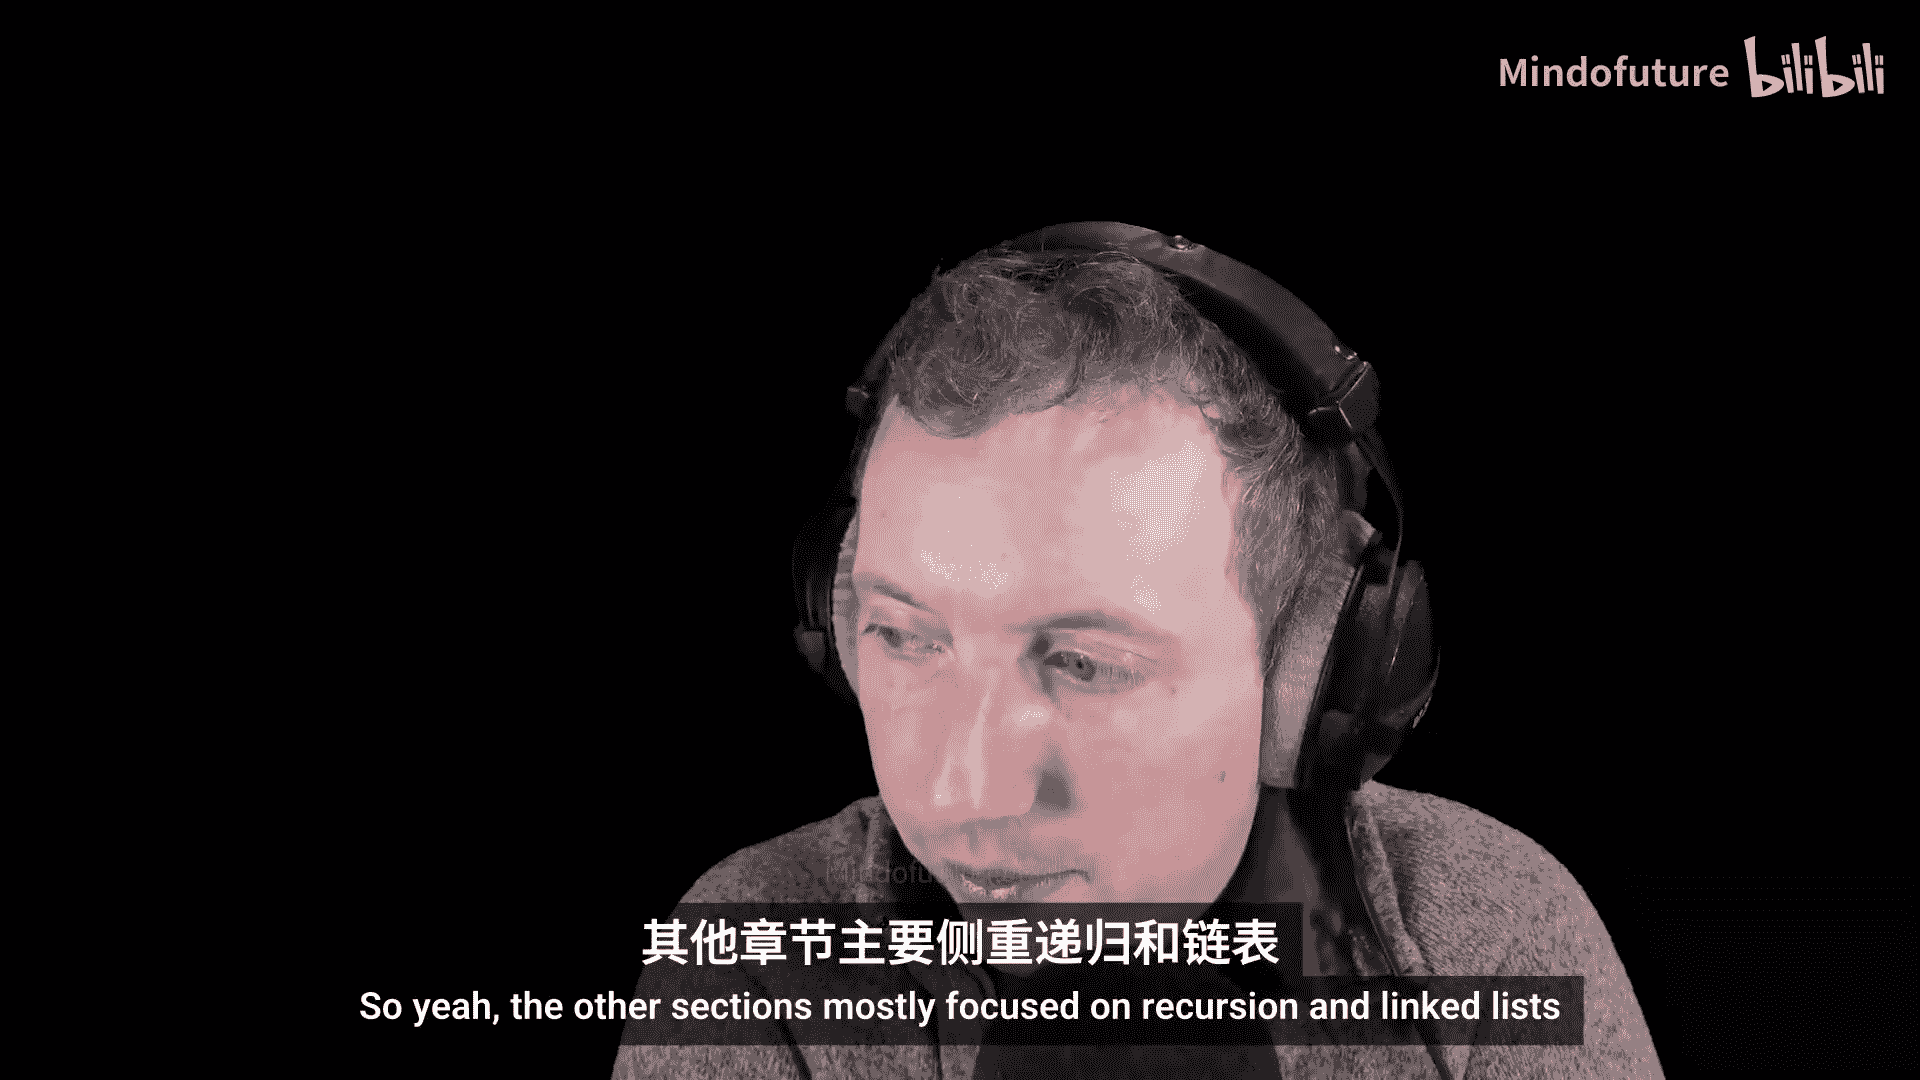 Mindofuture bilibili
其他章节主要侧重递归和链表
So yeah, the other sections mostly focused on recursion and linked lists